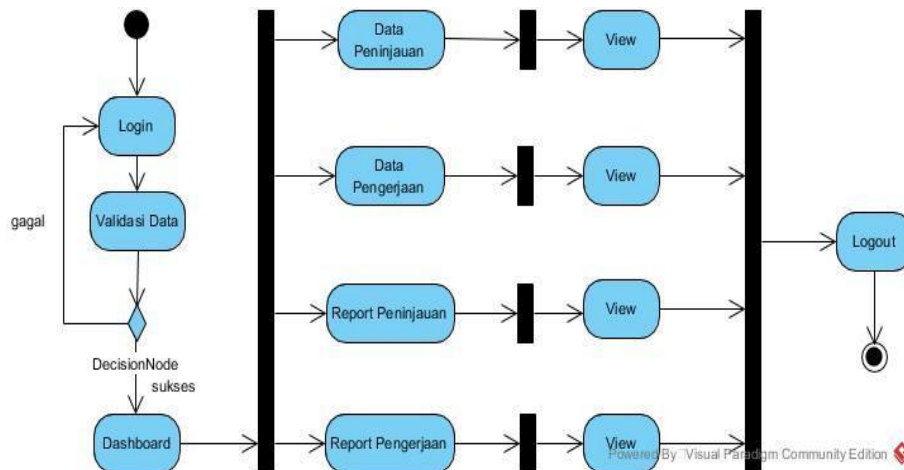 Login
Validasi Data
gagal
DecisionNode
sukses
Dashboard
Data
Peninjauan
View
Data
Pengerjaan
View
Report Peninjauan
View
Report Pengerjaan
View
Logout
Powered By Visual Paradigm Community Edition